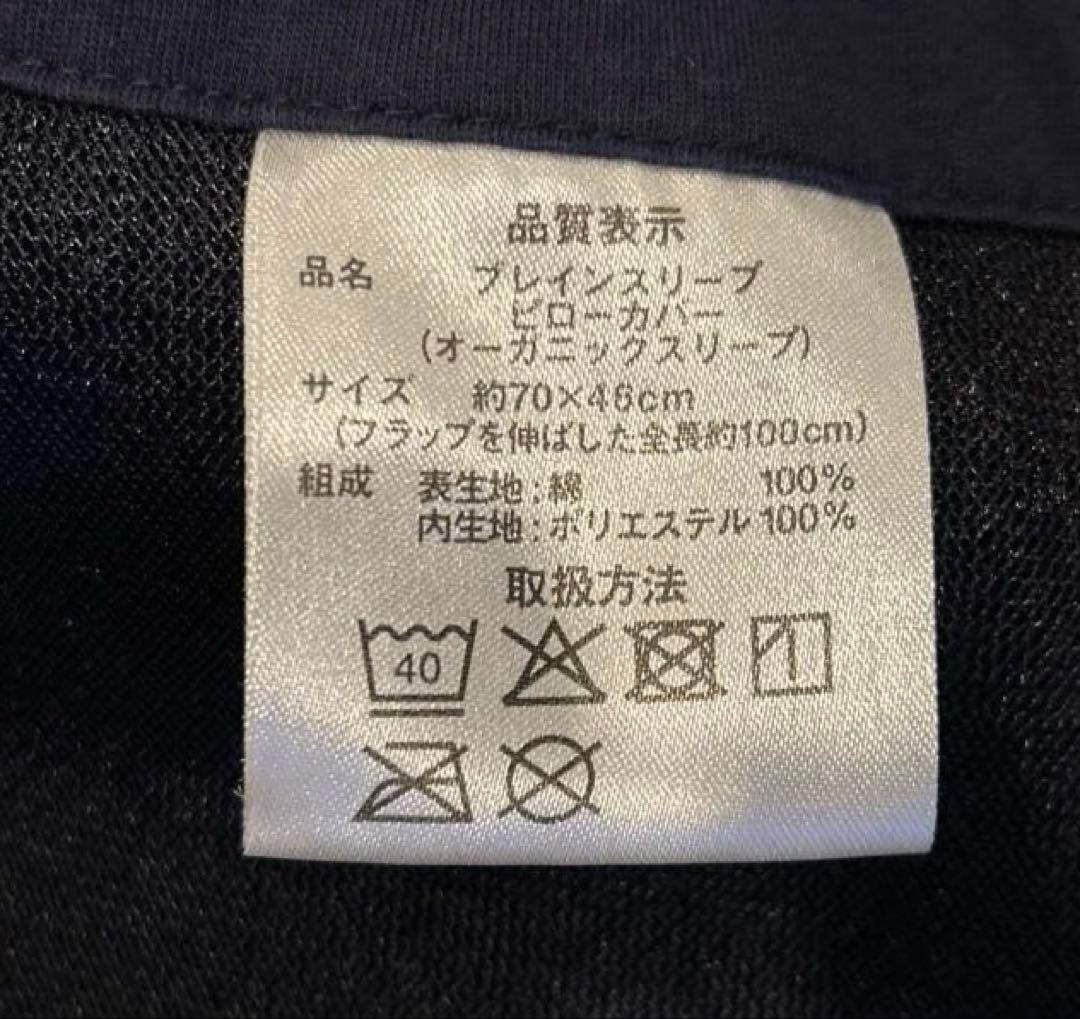 品質表示
品名 ブレインスリープ
ピローカバー
(オーガニックスリープ)
サイズ 約70×46cm
(フラップを伸ばした全長約100cm)
組成 表生地:綿 100%
内生地:ポリエステル 100%
取扱方法
40